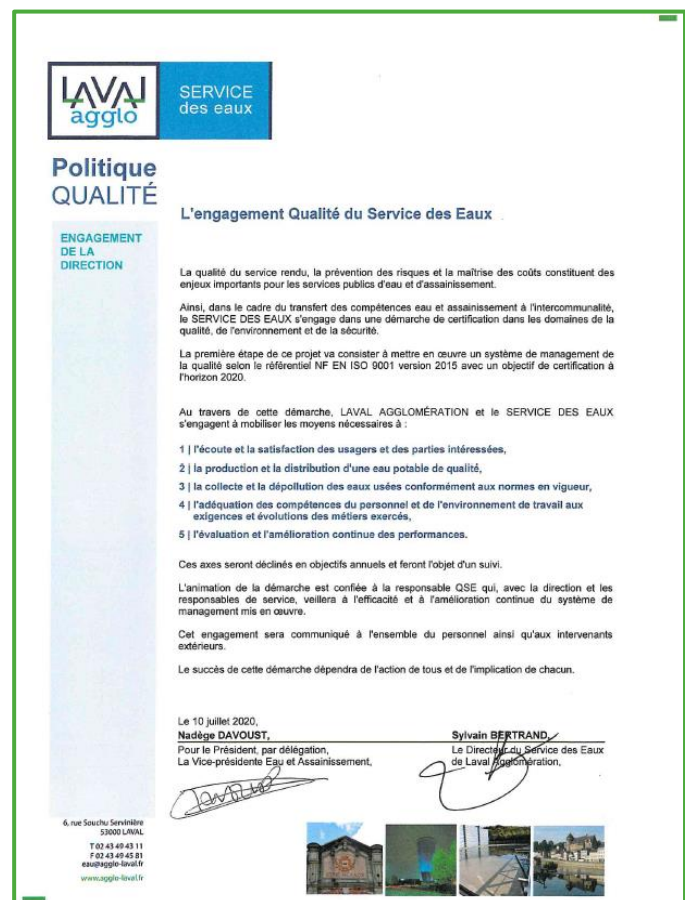 LAVAL
agglo
SERVICE
des eaux
Politique
QUALITÉ
L'engagement Qualité du Service des Eaux
ENGAGEMENT
DE LA
DIRECTION
La qualité du service rendu, la prévention des risques et la maîtrise des coûts constituent des
enjeux importants pour les services publics d'eau et d'assainissement.
Ainsi, dans le cadre du transfert des compétences eau et assainissement à l'intercommunalité,
le SERVICE DES EAUX s'engage dans une démarche de certification dans les domaines de la
qualité, de l'environnement et de la sécurité.
La première étape de ce projet va consister à mettre en œuvre un système de management de
la qualité selon le référentiel NF EN ISO 9001 version 2015 avec un objectif de certification à
l'horizon 2020.
Au travers de cette démarche, LAVAL AGGLOMÉRATION et le SERVICE DES EAUX
s'engagent à mobiliser les moyens nécessaires à :
1 | l'écoute et la satisfaction des usagers et des parties intéressées,
2 | la production et la distribution d'une eau potable de qualité,
3 | la collecte et la dépollution des eaux usées conformément aux normes en vigueur,
4 | l'adéquation des compétences du personnel et de l'environnement de travail aux
exigences et évolutions des métiers exercés,
5 | l'évaluation et l'amélioration continue des performances.
Ces axes seront déclinés en objectifs annuels et feront l'objet d'un suivi.
L'animation de la démarche est confiée à la responsable QSE qui, avec la direction et les
responsables de service, veillera à l'efficacité et à l'amélioration continue du système de
management mis en œuvre.
Cet engagement sera communiqué à l'ensemble du personnel ainsi qu'aux intervenants
extérieurs.
Le succès de cette démarche dépendra de l'action de tous et de l'implication de chacun.
Le 10 juillet 2020,
Nadège DAVOUST,
Pour le Président, par délégation,
La Vice-présidente Eau et Assainissement,
Sylvain BERTRAND,
Le Directeur du Service des Eaux
de Laval Agglomération,
6, rue Souchu Servinière
53000 LAVAL
T 02 43 49 43 11
F 02 43 49 45 81
eau@agglo-laval.fr
www.agglo-laval.fr